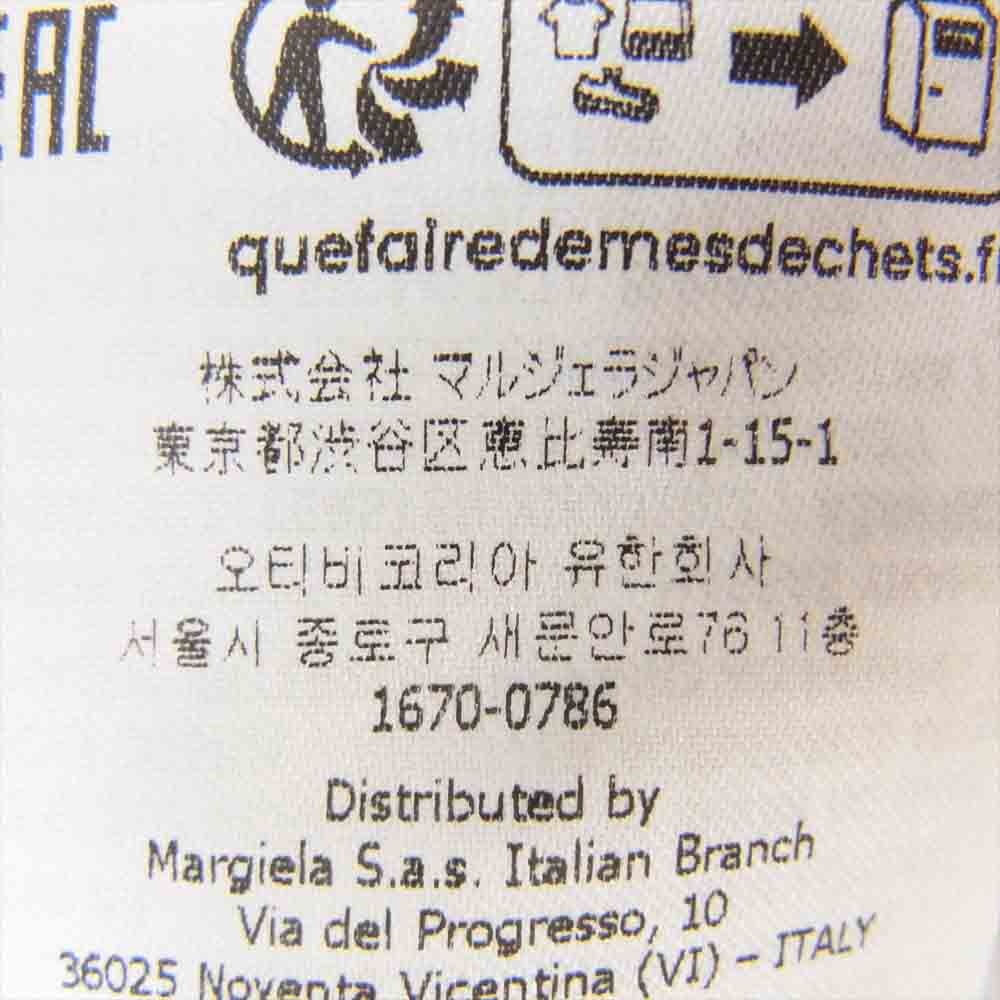 EAC
quefairedemesdechets.fr
株式会社 マルジェラジャパン
東京都渋谷区恵比寿南1-15-1
오티비 코리아 유한회사
서울시 종로구 새문안로76 11층
1670-0786
Distributed by
Margiela S.a.s. Italian Branch
Via del Progresso, 10
36025 Noventa Vicentina (VI) - ITALY